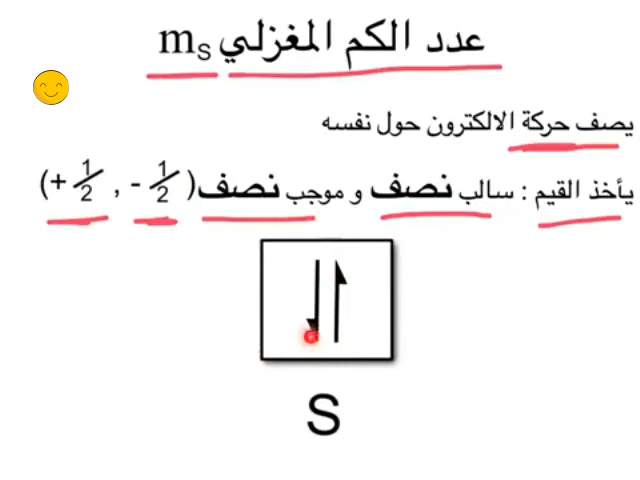 عدد الكم المغزلي mS
يصف حركة الالكترون حول نفسه
يأخذ القيم : سالب نصف و موجب نصف( 1/2 - , 1/2 +)
S